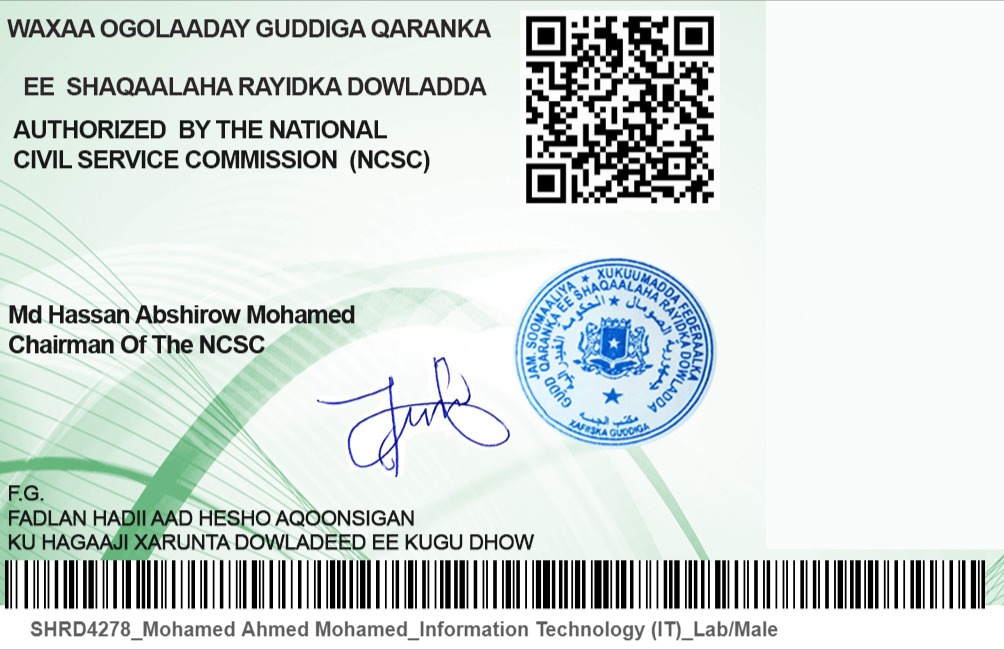 WAXAA OGOLAADAY GUDDIGA QARANKA
EE SHAQAALAHA RAYIDKA DOWLADDA
AUTHORIZED BY THE NATIONAL
CIVIL SERVICE COMMISSION (NCSC)
Md Hassan Abshirow Mohamed
Chairman Of The NCSC
JAM. SOOMAALIYA ★ XUKUUMADDA FEDERAALKA
GUDD QARANKA EE SHAQAALAHA RAYIDKA DOWLADDA
مكتب
XAFIISKA GUDDIGA
F.G.
FADLAN HADII AAD HESHO AQOONSIGAN
KU HAGAAJI XARUNTA DOWLADEED EE KUGU DHOW
SHRD4278_Mohamed Ahmed Mohamed_Information Technology (IT)_Lab/Male